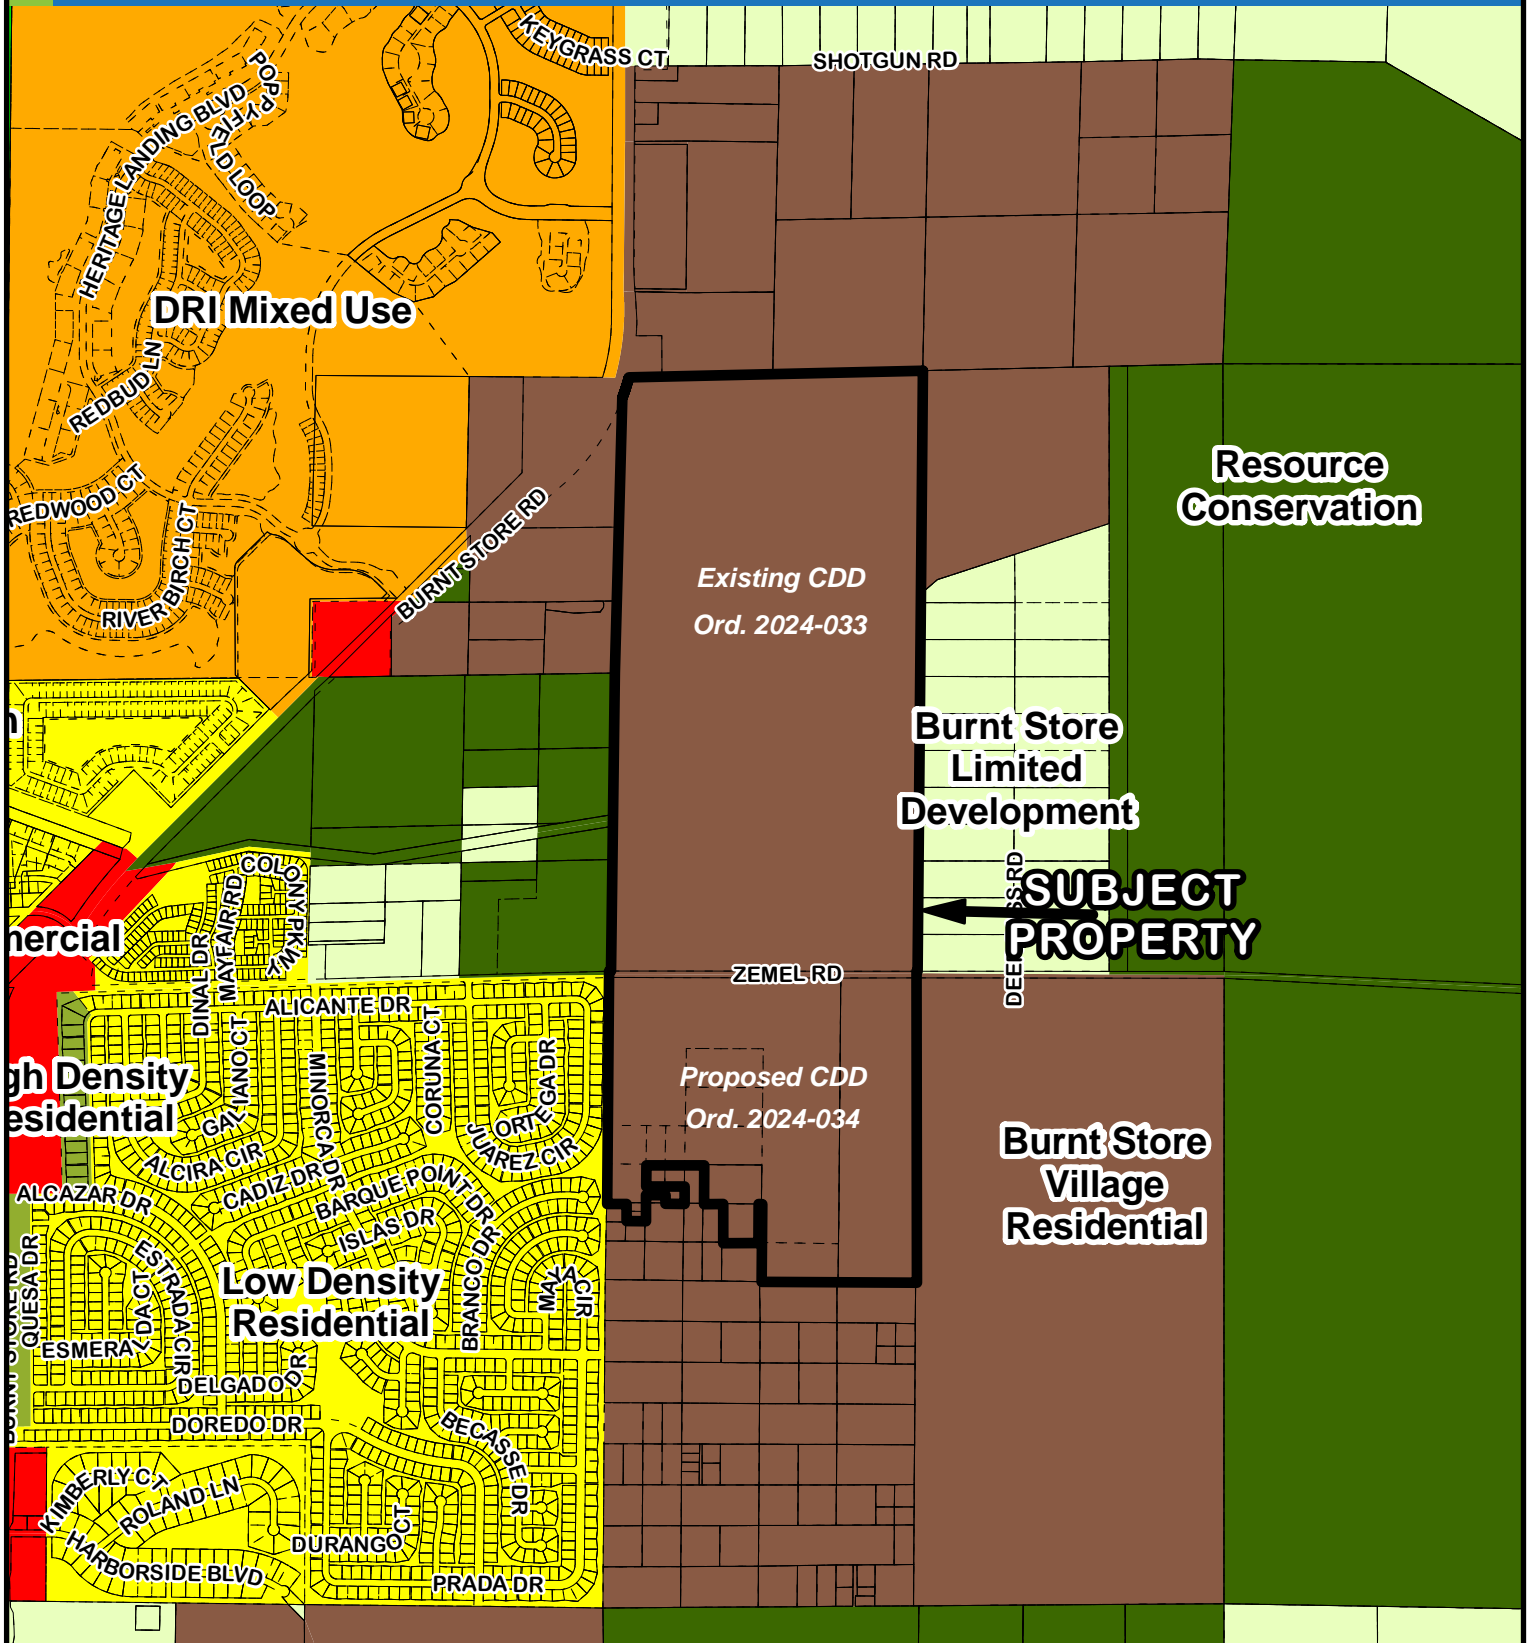 KEYGRASS CT
SHOTGUN RD
POPPYFIELD LOOP
HERITAGE LANDING BLVD
DRI Mixed Use
REDBUD LN
REDWOOD CT
RIVER BIRCH CT
BURNT STORE RD
Resource
Conservation
Existing CDD
Ord. 2024-033
Burnt Store
Limited
Development
COLONY PKWY
MAYFAIR RD
DINAL DR
mercial
SUBJECT
PROPERTY
ZEMEL RD
ALICANTE DR
gh Density
esidential
GALIANO CT
MINORCA DR
CORUNA CT
ORTEGA DR
JUAREZ CIR
ALCIRA CIR
CADIZ DR
BARQUE POINT DR
ISLAS DR
ALCAZAR DR
Proposed CDD
Ord. 2024-034
Burnt Store
Village
Residential
QUESA DR
ESTRADA CIR
Low Density
Residential
BRANCO DR
MAYA CIR
BURNT STORE RD
ESMERALDA CT
DELGADO DR
DOREDO DR
BECASSE DR
KIMBERLY CT
ROLAND LN
HARBORSIDE BLVD
DURANGO CT
PRADA DR